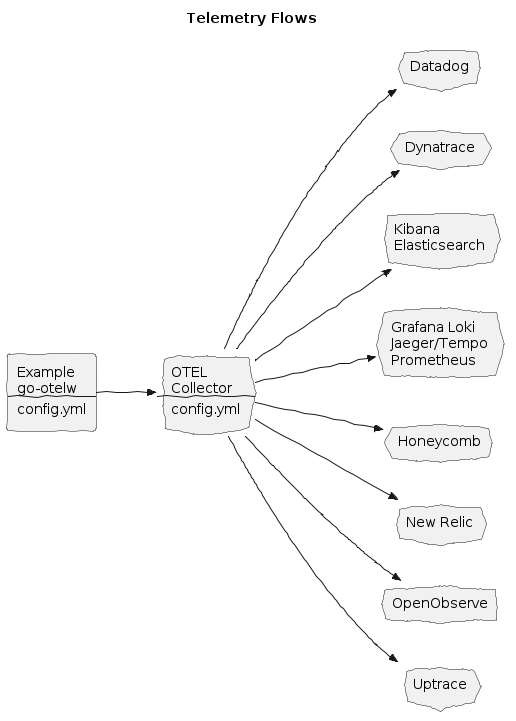 Telemetry Flows
Example
go-otelw
config.yml
OTEL
Collector
config.yml
Datadog
Dynatrace
Kibana
Elasticsearch
Grafana Loki
Jaeger/Tempo
Prometheus
Honeycomb
New Relic
OpenObserve
Uptrace